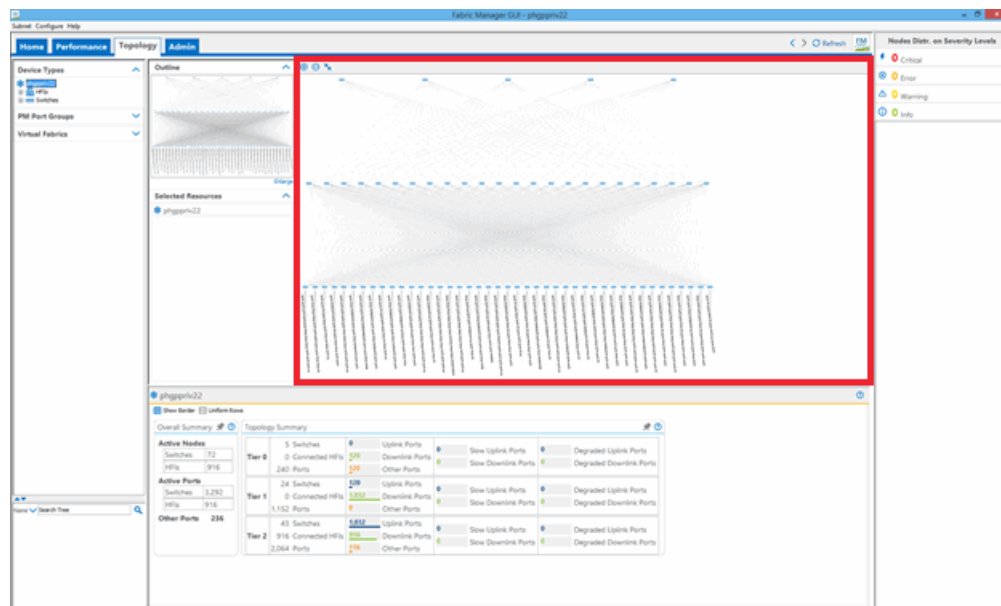 Fabric Manager GUI - phgppriv22
Subnet Configure Help
Home Performance Topology Admin
Refresh
FM
Nodes Distr. on Severity Levels
0 Critical
0 Error
0 Warning
0 Info
Device Types
phgppriv22
HFIs
Switches
PM Port Groups
Virtual Fabrics
Outline
Enlarge
Selected Resources
phgppriv22
phgppriv22
Show Border Uniform Rows
Overall Summary
Active Nodes
Switches 72
HFIs 916
Active Ports
Switches 3,292
HFIs 916
Other Ports 236
Topology Summary
Tier 0
5 Switches 0 Uplink Ports
0 Connected HFIs 120 Downlink Ports
240 Ports 120 Other Ports
0 Slow Uplink Ports 0 Degraded Uplink Ports
0 Slow Downlink Ports 0 Degraded Downlink Ports
Tier 1
24 Switches 120 Uplink Ports
0 Connected HFIs 1,032 Downlink Ports
1,152 Ports 0 Other Ports
0 Slow Uplink Ports 0 Degraded Uplink Ports
0 Slow Downlink Ports 0 Degraded Downlink Ports
Tier 2
43 Switches 1,032 Uplink Ports
916 Connected HFIs 916 Downlink Ports
2,064 Ports 116 Other Ports
0 Slow Uplink Ports 0 Degraded Uplink Ports
0 Slow Downlink Ports 0 Degraded Downlink Ports
Name Search Tree